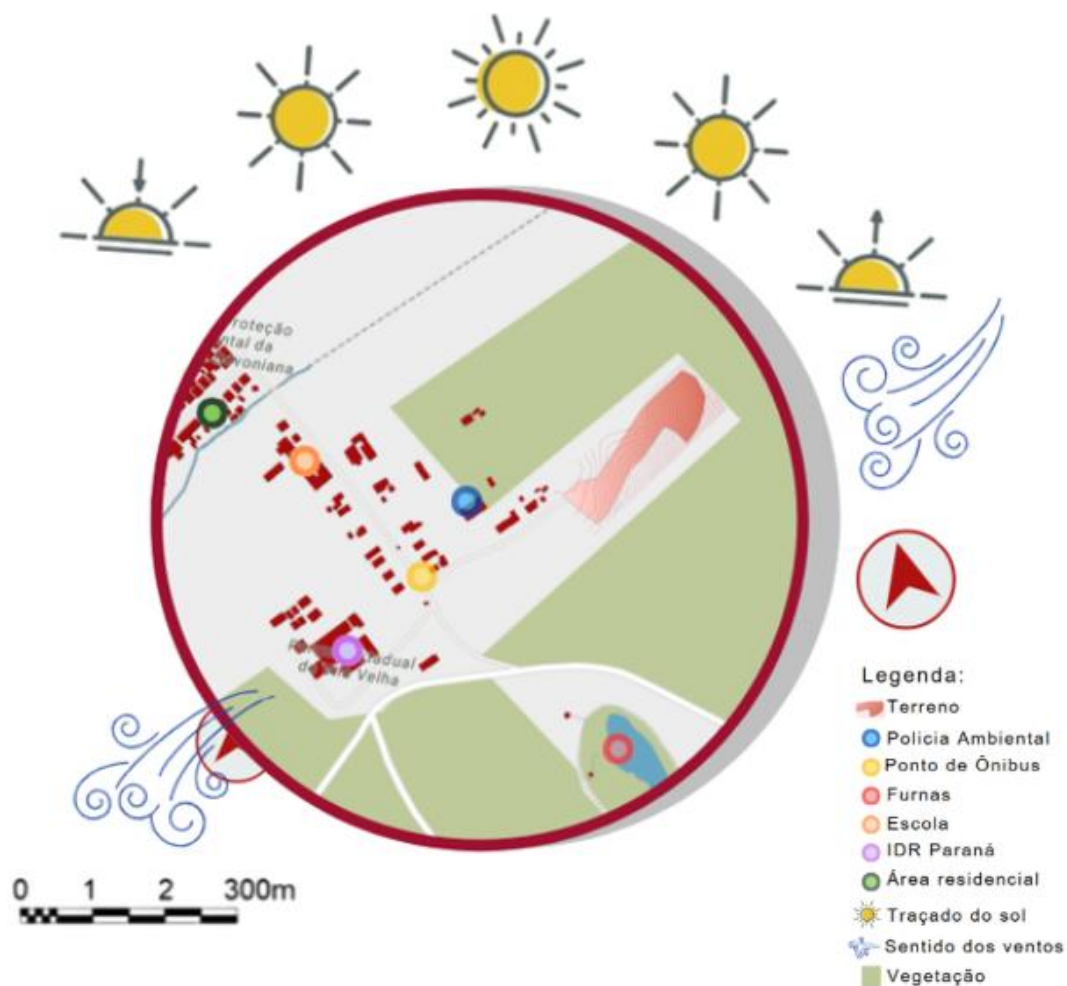 roteção
ntal da
voniana
adual
Velha
0 1 2 300m
Legenda:
Terreno
Policia Ambiental
Ponto de Ônibus
Furnas
Escola
IDR Paraná
Área residencial
Traçado do sol
Sentido dos ventos
Vegetação